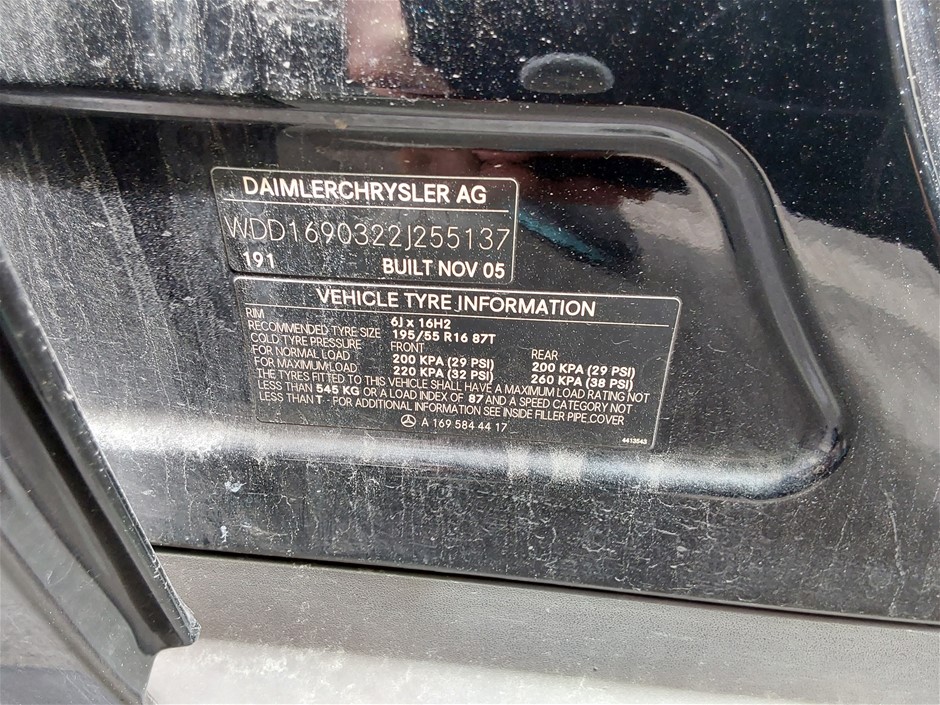 DAIMLERCHRYSLER AG
WDD1690322J255137
191 BUILT NOV 05
VEHICLE TYRE INFORMATION
RIM 6J x 16H2
RECOMMENDED TYRE SIZE 195/55 R16 87T
COLD TYRE PRESSURE FRONT REAR
FOR NORMAL LOAD 200 KPA (29 PSI) 200 KPA (29 PSI)
FOR MAXIMUM LOAD 220 KPA (32 PSI) 260 KPA (38 PSI)
THE TYRES FITTED TO THIS VEHICLE SHALL HAVE A MAXIMUM LOAD RATING NOT
LESS THAN 545 KG OR A LOAD INDEX OF 87 AND A SPEED CATEGORY NOT
LESS THAN T - FOR ADDITIONAL INFORMATION SEE INSIDE FILLER PIPE COVER
A 169 584 44 17
4413543